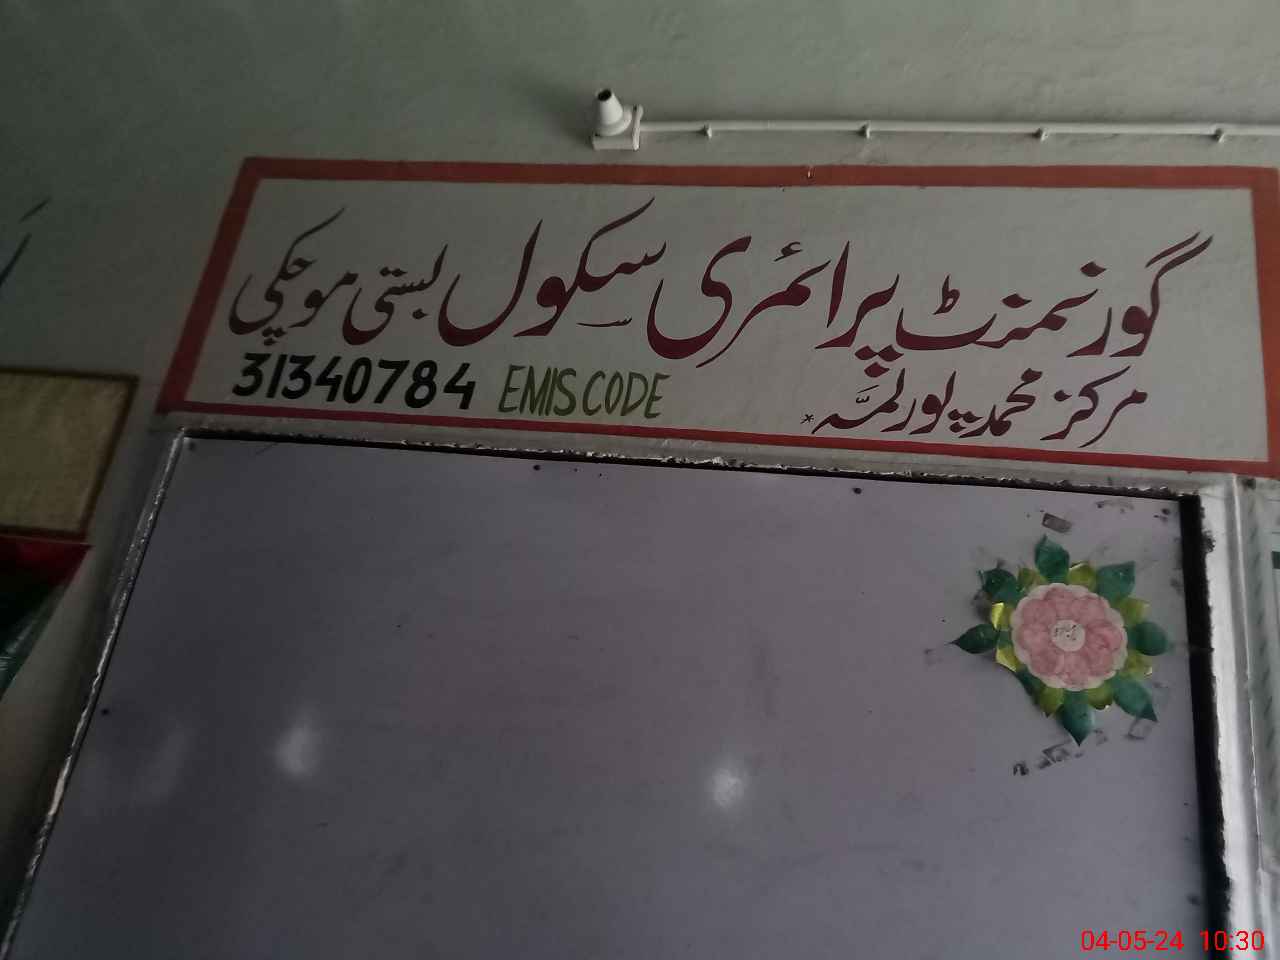 گورنمنٹ پرائمری سکول بستی موچکی
مرکز محمد پور لمہ
31340784 EMIS CODE
04-05-24 10:30